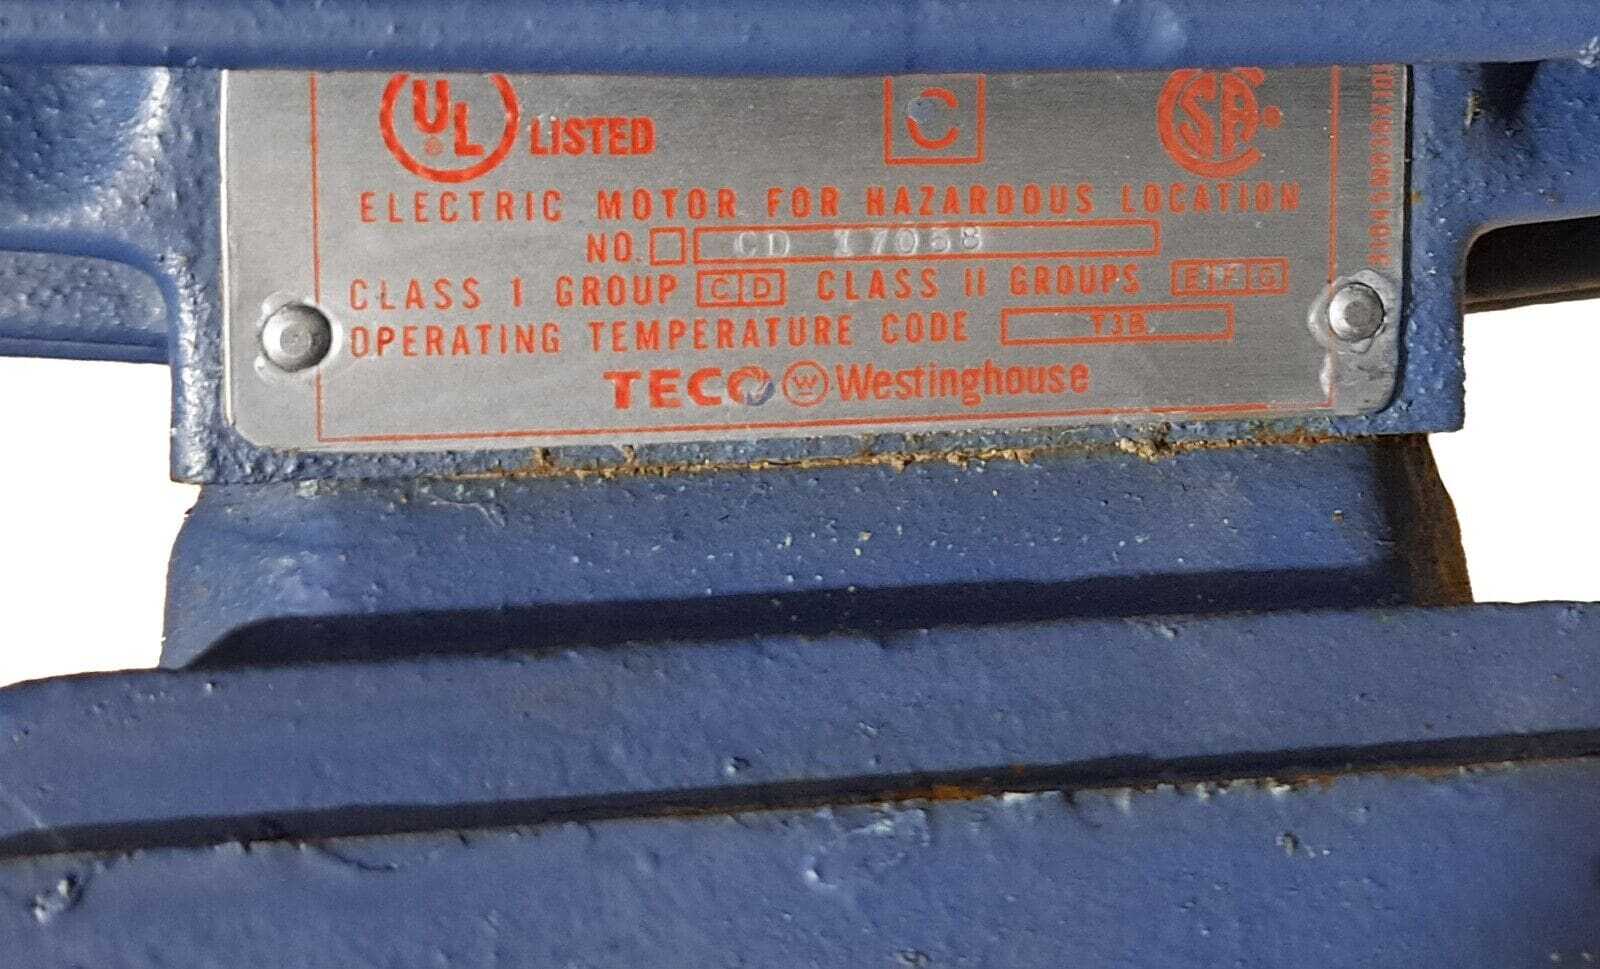 UL® LISTED C CSA®
ELECTRIC MOTOR FOR HAZARDOUS LOCATION
NO. CD 17058
CLASS I GROUP C D CLASS II GROUPS E F G
OPERATING TEMPERATURE CODE T3B
TECO W Westinghouse